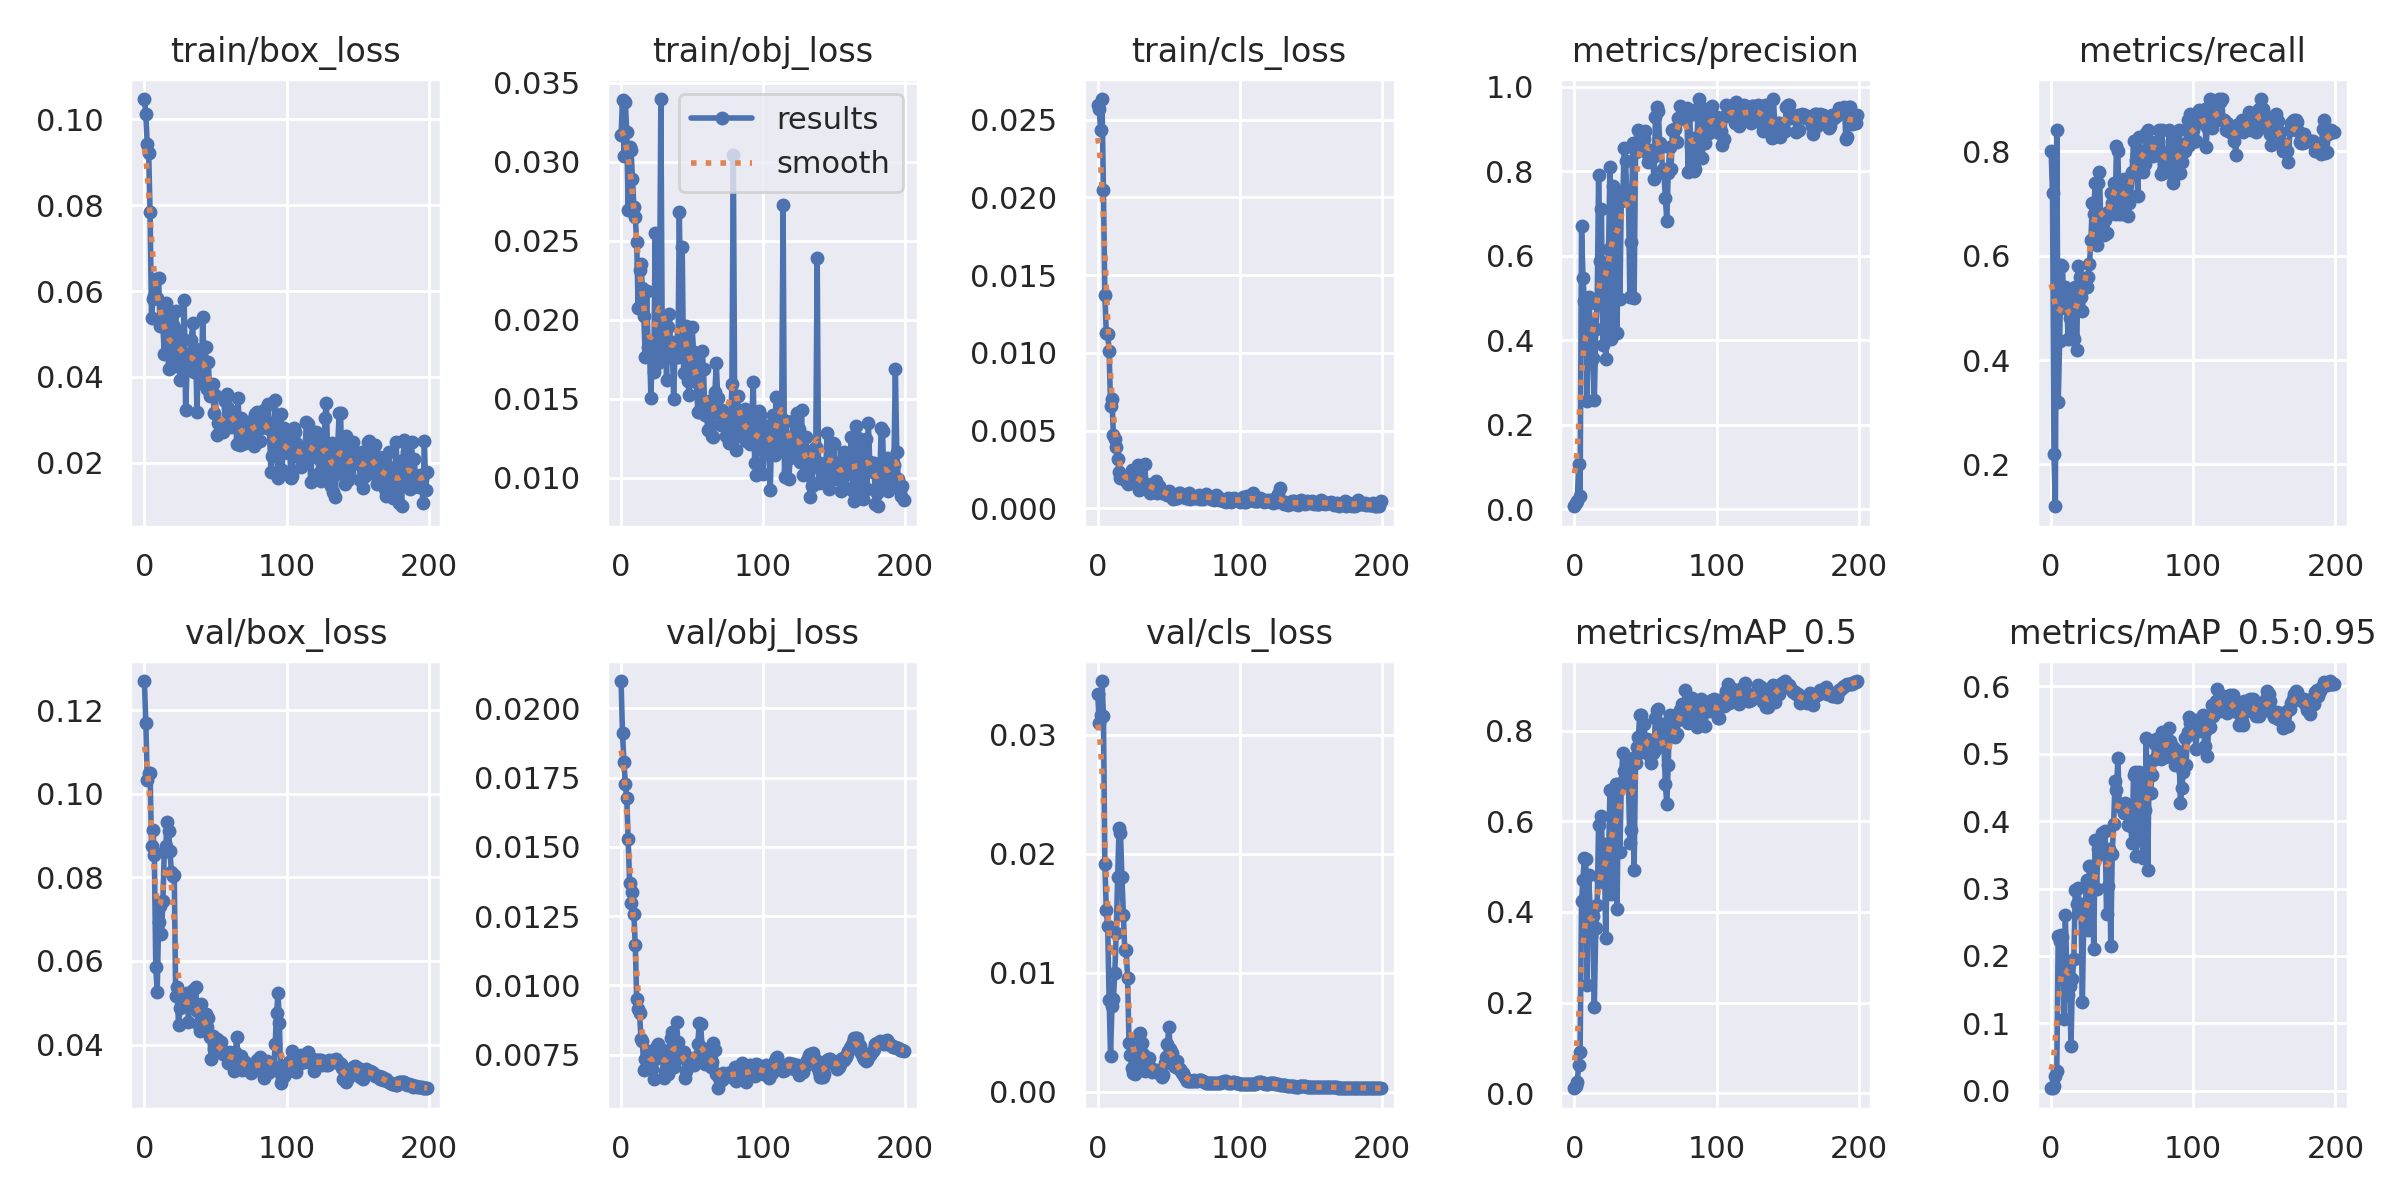 train/box_loss
0.10
0.08
0.06
0.04
0.02
0 100 200
train/obj_loss
0.035
0.030
0.025
0.020
0.015
0.010
results
smooth
0 100 200
train/cls_loss
0.025
0.020
0.015
0.010
0.005
0.000
0 100 200
metrics/precision
1.0
0.8
0.6
0.4
0.2
0.0
0 100 200
metrics/recall
0.8
0.6
0.4
0.2
0 100 200
val/box_loss
0.12
0.10
0.08
0.06
0.04
0 100 200
val/obj_loss
0.0200
0.0175
0.0150
0.0125
0.0100
0.0075
0 100 200
val/cls_loss
0.03
0.02
0.01
0.00
0 100 200
metrics/mAP_0.5
0.8
0.6
0.4
0.2
0.0
0 100 200
metrics/mAP_0.5:0.95
0.6
0.5
0.4
0.3
0.2
0.1
0.0
0 100 200